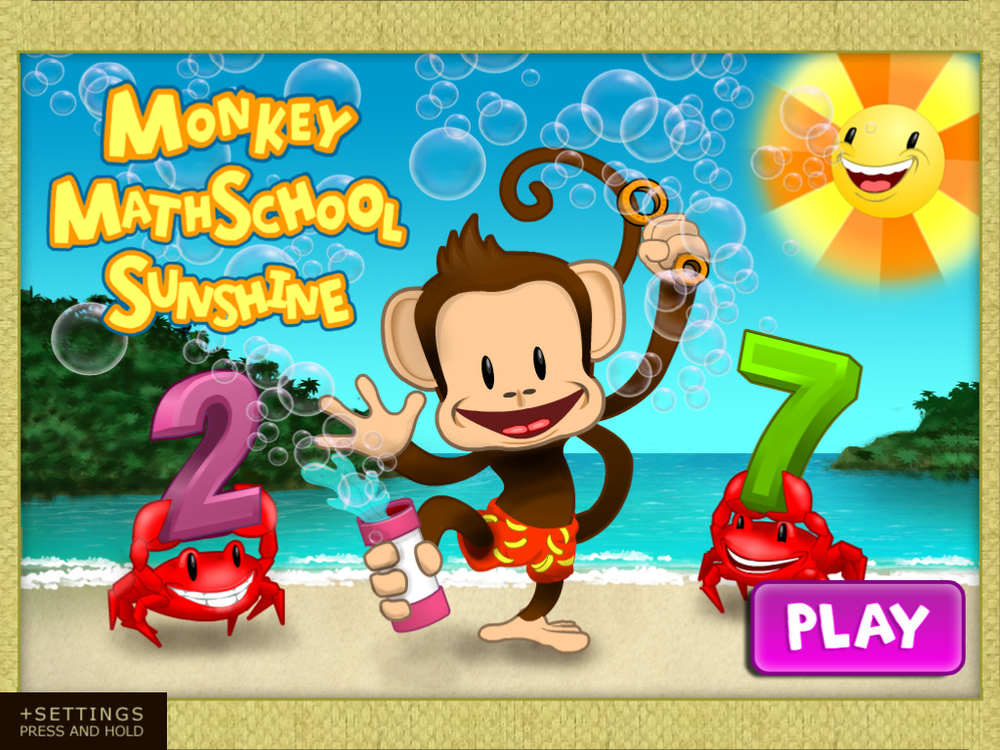 MONKEY
MATHSCHOOL
SUNSHINE
2
7
PLAY
+SETTINGS
PRESS AND HOLD